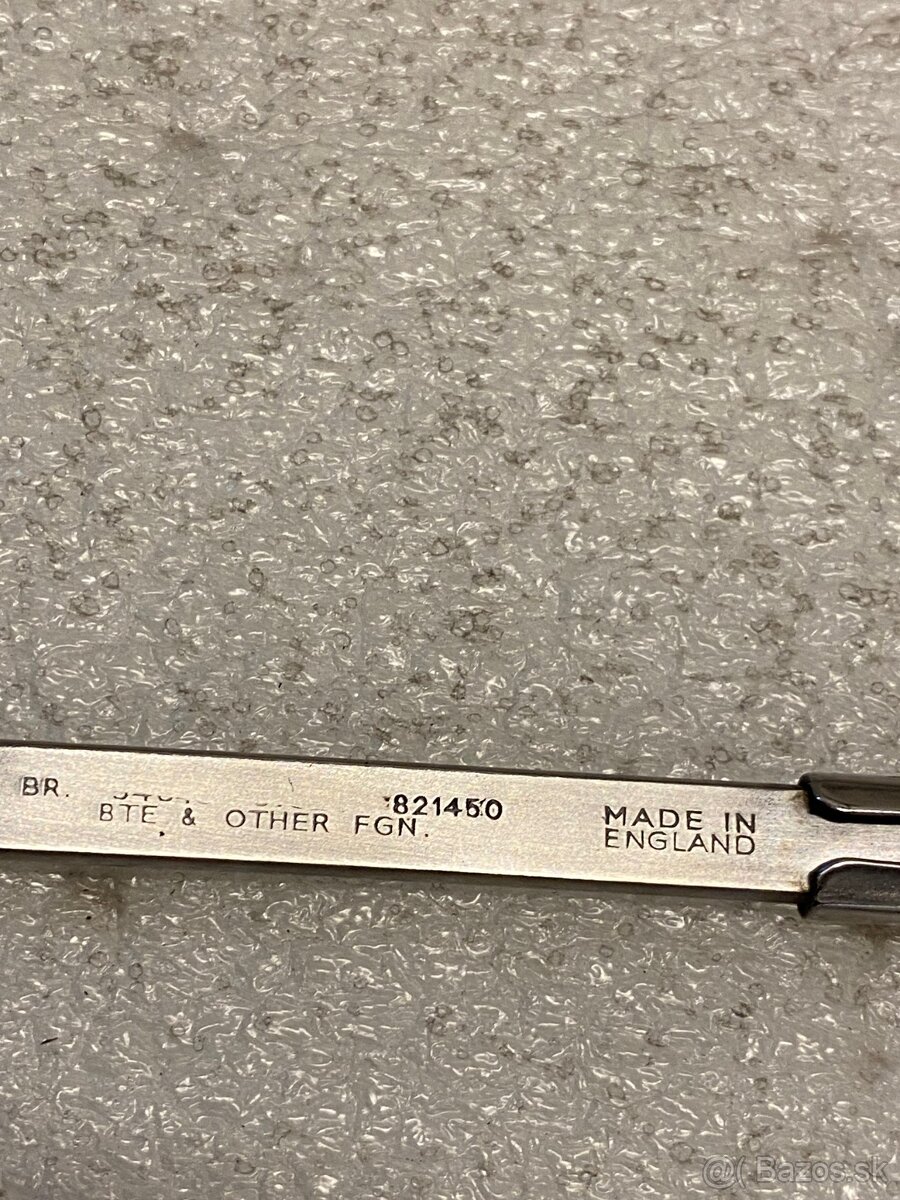 BR. 821450
BTE. & OTHER FGN.
MADE IN
ENGLAND
@( Bazos.sk